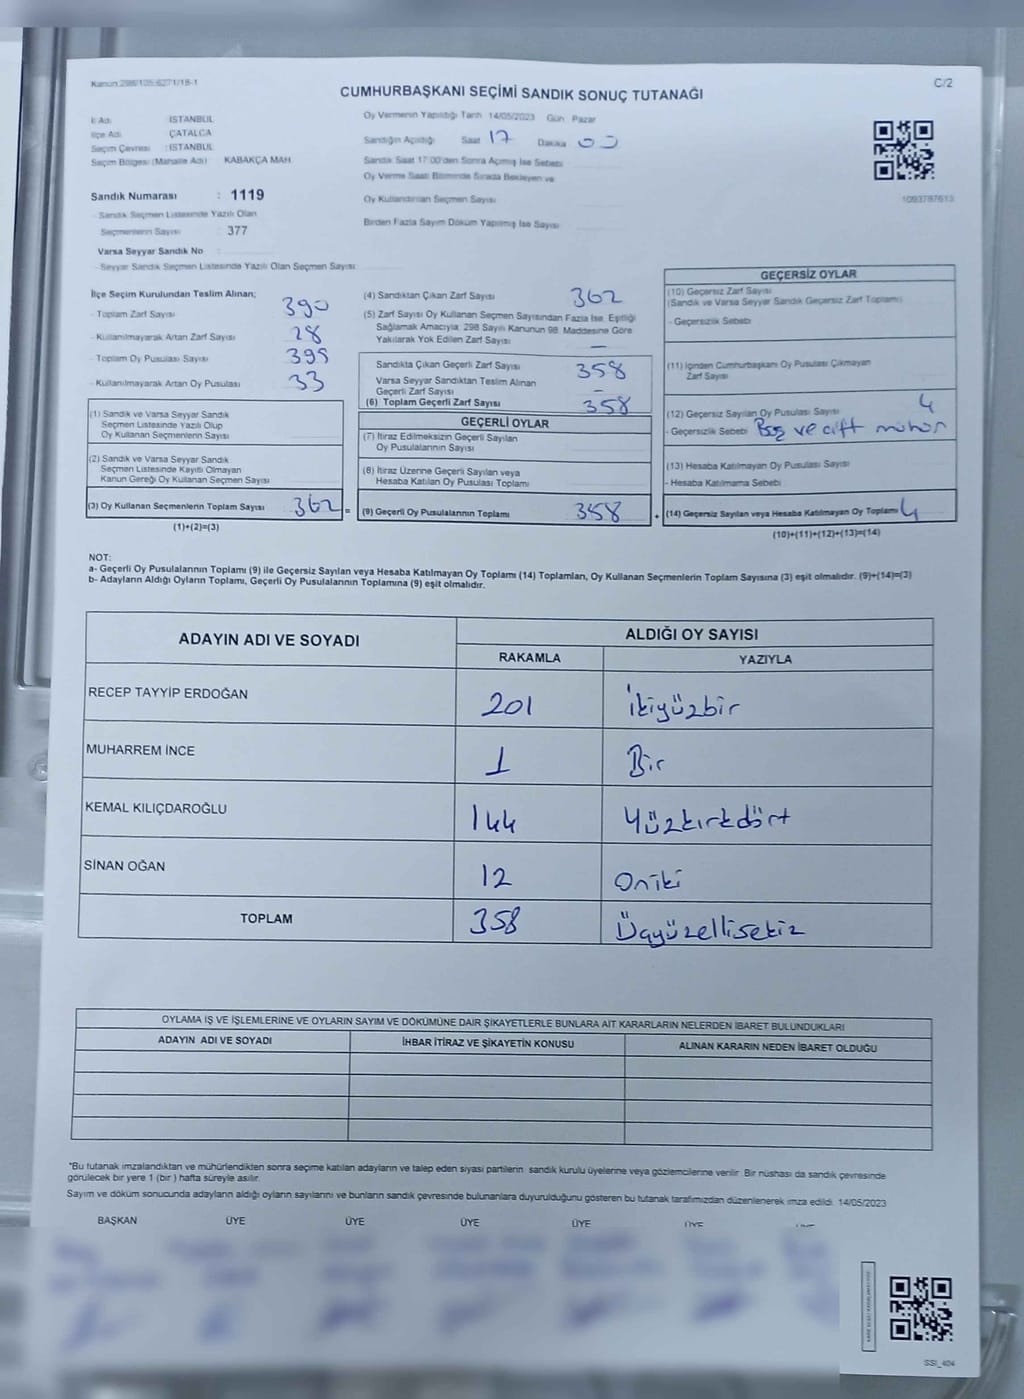 Kanun:298/105-6271/18-1
C/2
CUMHURBAŞKANI SEÇİMİ SANDIK SONUÇ TUTANAĞI
İl Adı İSTANBUL
İlçe Adı ÇATALCA
Seçim Çevresi : İSTANBUL
Seçim Bölgesi (Mahalle Adı) KABAKÇA MAH.
Sandık Numarası : 1119
- Sandık Seçmen Listesinde Yazılı Olan
Seçmenlerin Sayısı : 377
Varsa Seyyar Sandık No :
- Seyyar Sandık Seçmen Listesinde Yazılı Olan Seçmen Sayısı
Oy Vermenin Yapıldığı Tarih 14/05/2023 Gün: Pazar
Sandığın Açıldığı Saat 17 Dakika 00
Sandık Saat 17:00'den Sonra Açılmış İse Sebebi
Oy Verme Saati Bitiminde Sırada Bekleyen ve
Oy Kullandırılan Seçmen Sayısı
Birden Fazla Sayım Döküm Yapılmış İse Sayısı
1093787613
İlçe Seçim Kurulundan Teslim Alınan;
- Toplam Zarf Sayısı 390
- Kullanılmayarak Artan Zarf Sayısı 28
- Toplam Oy Pusulası Sayısı 395
- Kullanılmayarak Artan Oy Pusulası 33
(1) Sandık ve Varsa Seyyar Sandık
Seçmen Listesinde Yazılı Olup
Oy Kullanan Seçmenlerin Sayısı
(2) Sandık ve Varsa Seyyar Sandık
Seçmen Listesinde Kayıtlı Olmayan
Kanun Gereği Oy Kullanan Seçmen Sayısı
(3) Oy Kullanan Seçmenlerin Toplam Sayısı 362 =
(1)+(2)=(3)
(4) Sandıktan Çıkan Zarf Sayısı 362
(5) Zarf Sayısı Oy Kullanan Seçmen Sayısından Fazla İse, Eşitliği
Sağlamak Amacıyla, 298 Sayılı Kanunun 98. Maddesine Göre
Yakılarak Yok Edilen Zarf Sayısı —
Sandıkta Çıkan Geçerli Zarf Sayısı 358
Varsa Seyyar Sandıktan Teslim Alınan
Geçerli Zarf Sayısı —
(6) Toplam Geçerli Zarf Sayısı 358
GEÇERLİ OYLAR
(7) İtiraz Edilmeksizin Geçerli Sayılan
Oy Pusulalarının Sayısı
(8) İtiraz Üzerine Geçerli Sayılan veya
Hesaba Katılan Oy Pusulası Toplamı
(9) Geçerli Oy Pusulalarının Toplamı 358 +
GEÇERSİZ OYLAR
(10) Geçersiz Zarf Sayısı
(Sandık ve Varsa Seyyar Sandık Geçersiz Zarf Toplamı)
- Geçersizlik Sebebi
(11) İçinden Cumhurbaşkanı Oy Pusulası Çıkmayan
Zarf Sayısı
(12) Geçersiz Sayılan Oy Pusulası Sayısı 4
- Geçersizlik Sebebi Boş ve çift mühür
(13) Hesaba Katılmayan Oy Pusulası Sayısı
- Hesaba Katılmama Sebebi
(14) Geçersiz Sayılan veya Hesaba Katılmayan Oy Toplamı 4
(10)+(11)+(12)+(13)=(14)
NOT:
a- Geçerli Oy Pusulalarının Toplamı (9) ile Geçersiz Sayılan veya Hesaba Katılmayan Oy Toplamı (14) Toplamları, Oy Kullanan Seçmenlerin Toplam Sayısına (3) eşit olmalıdır. (9)+(14)=(3)
b- Adayların Aldığı Oyların Toplamı, Geçerli Oy Pusulalarının Toplamına (9) eşit olmalıdır.
ADAYIN ADI VE SOYADI
ALDIĞI OY SAYISI
RAKAMLA YAZIYLA
RECEP TAYYİP ERDOĞAN 201 İkiyüzbir
MUHARREM İNCE 1 Bir
KEMAL KILIÇDAROĞLU 144 Yüzkırkdört
SİNAN OĞAN 12 Oniki
TOPLAM 358 Üçyüzellisekiz
OYLAMA İŞ VE İŞLEMLERİNE VE OYLARIN SAYIM VE DÖKÜMÜNE DAİR ŞİKAYETLERLE BUNLARA AİT KARARLARIN NELERDEN İBARET BULUNDUKLARI
ADAYIN ADI VE SOYADI İHBAR İTİRAZ VE ŞİKAYETİN KONUSU ALINAN KARARIN NEDEN İBARET OLDUĞU
*Bu tutanak imzalandıktan ve mühürlendikten sonra seçime katılan adayların ve talep eden siyasi partilerin sandık kurulu üyelerine veya gözlemcilerine verilir. Bir nüshası da sandık çevresinde
görülecek bir yere 1 (bir) hafta süreyle asılır.
Sayım ve döküm sonucunda adayların aldığı oyların sayılarını ve bunların sandık çevresinde bulunanlara duyurulduğunu gösteren bu tutanak tarafımızdan düzenlenerek imza edildi. 14/05/2023
BAŞKAN ÜYE ÜYE ÜYE ÜYE ÜYE
SSI_404